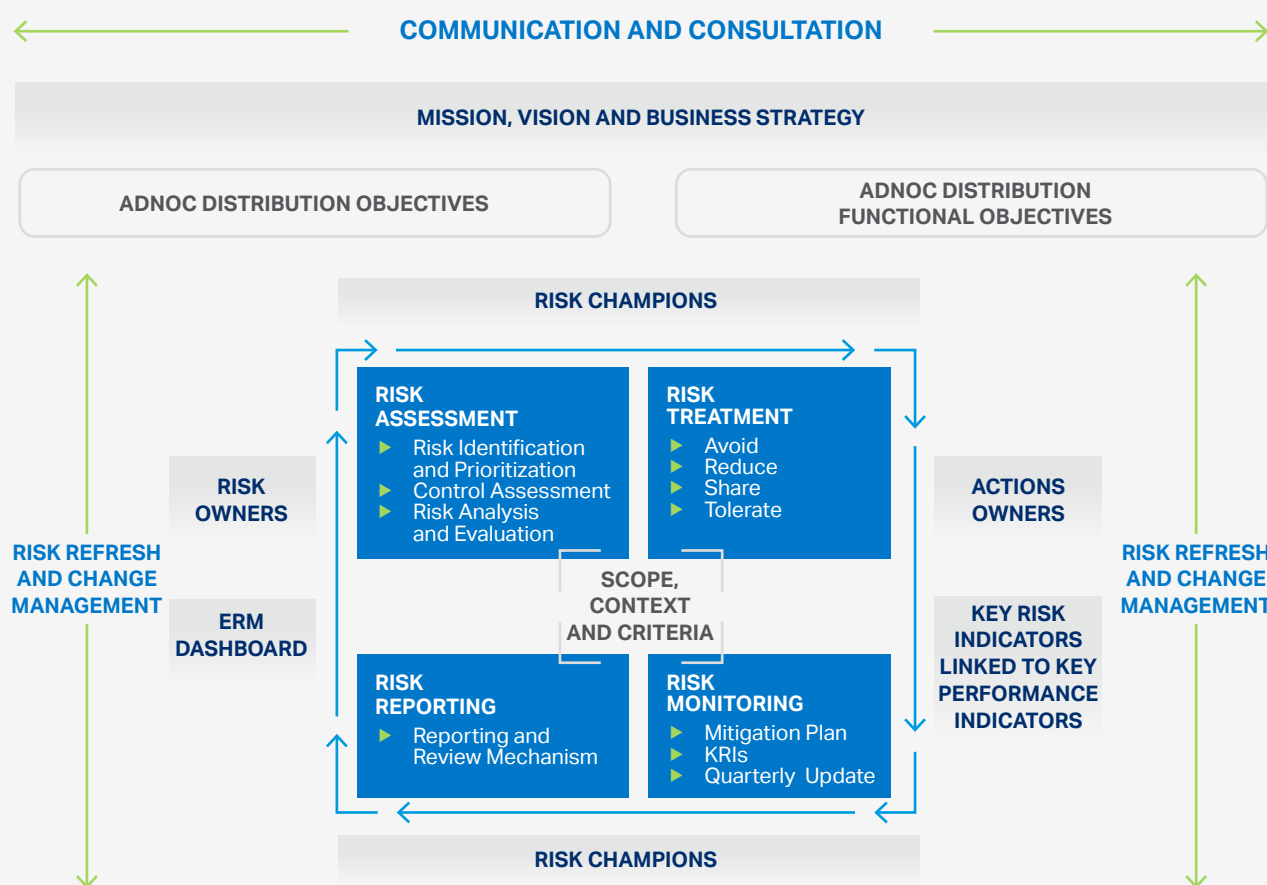 COMMUNICATION AND CONSULTATION
MISSION, VISION AND BUSINESS STRATEGY
ADNOC DISTRIBUTION OBJECTIVES
ADNOC DISTRIBUTION
FUNCTIONAL OBJECTIVES
RISK CHAMPIONS
RISK
ASSESSMENT
Risk Identification
and Prioritization
Control Assessment
Risk Analysis
and Evaluation
RISK
TREATMENT
Avoid
Reduce
Share
Tolerate
RISK
OWNERS
ACTIONS
OWNERS
RISK REFRESH
AND CHANGE
MANAGEMENT
RISK REFRESH
AND CHANGE
MANAGEMENT
SCOPE,
CONTEXT
AND CRITERIA
ERM
DASHBOARD
KEY RISK
INDICATORS
LINKED TO KEY
PERFORMANCE
INDICATORS
RISK
REPORTING
Reporting and
Review Mechanism
RISK
MONITORING
Mitigation Plan
KRIs
Quarterly Update
RISK CHAMPIONS